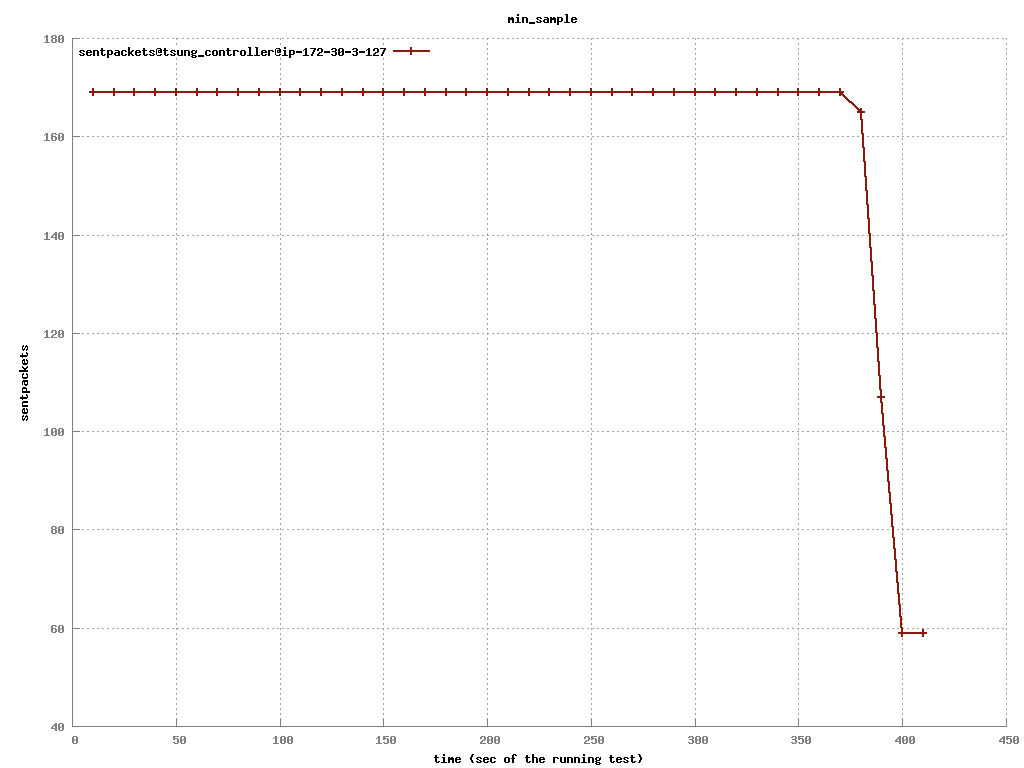 min_sample
sentpackets@tsung_controller@ip-172-30-3-127
180
160
140
120
100
80
60
40
sentpackets
0 50 100 150 200 250 300 350 400 450
time (sec of the running test)